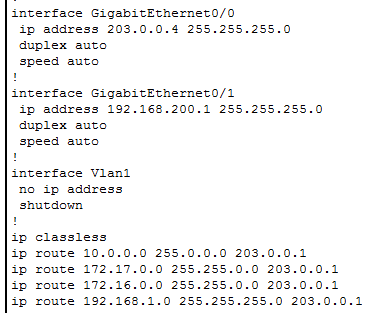 !
interface GigabitEthernet0/0
 ip address 203.0.0.4 255.255.255.0
 duplex auto
 speed auto
!
interface GigabitEthernet0/1
 ip address 192.168.200.1 255.255.255.0
 duplex auto
 speed auto
!
interface Vlan1
 no ip address
 shutdown
!
ip classless
ip route 10.0.0.0 255.0.0.0 203.0.0.1
ip route 172.17.0.0 255.255.0.0 203.0.0.1
ip route 172.16.0.0 255.255.0.0 203.0.0.1
ip route 192.168.1.0 255.255.255.0 203.0.0.1